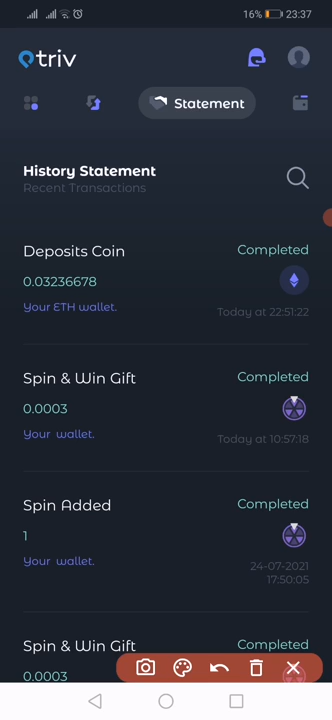 16% 23:37
triv
Statement
History Statement
Recent Transactions
Deposits Coin Completed
0.03236678
Your ETH wallet.
Today at 22:51:22
Spin & Win Gift Completed
0.0003
Your wallet.
Today at 10:57:18
Spin Added Completed
1
Your wallet.
24-07-2021
17:50:05
Spin & Win Gift Completed
0.0003